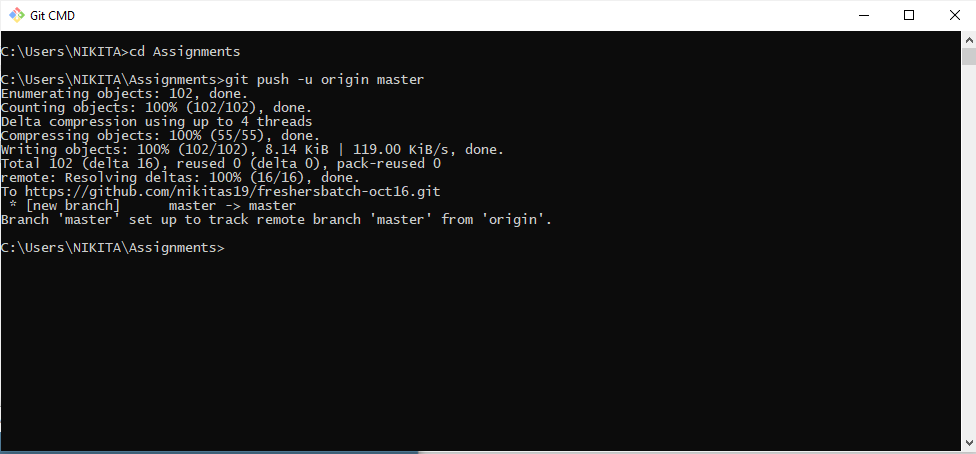 Git CMD
C:\Users\NIKITA>cd Assignments
C:\Users\NIKITA\Assignments>git push -u origin master
Enumerating objects: 102, done.
Counting objects: 100% (102/102), done.
Delta compression using up to 4 threads
Compressing objects: 100% (55/55), done.
Writing objects: 100% (102/102), 8.14 KiB | 119.00 KiB/s, done.
Total 102 (delta 16), reused 0 (delta 0), pack-reused 0
remote: Resolving deltas: 100% (16/16), done.
To https://github.com/nikitas19/freshersbatch-oct16.git
 * [new branch]      master -> master
Branch 'master' set up to track remote branch 'master' from 'origin'.
C:\Users\NIKITA\Assignments>